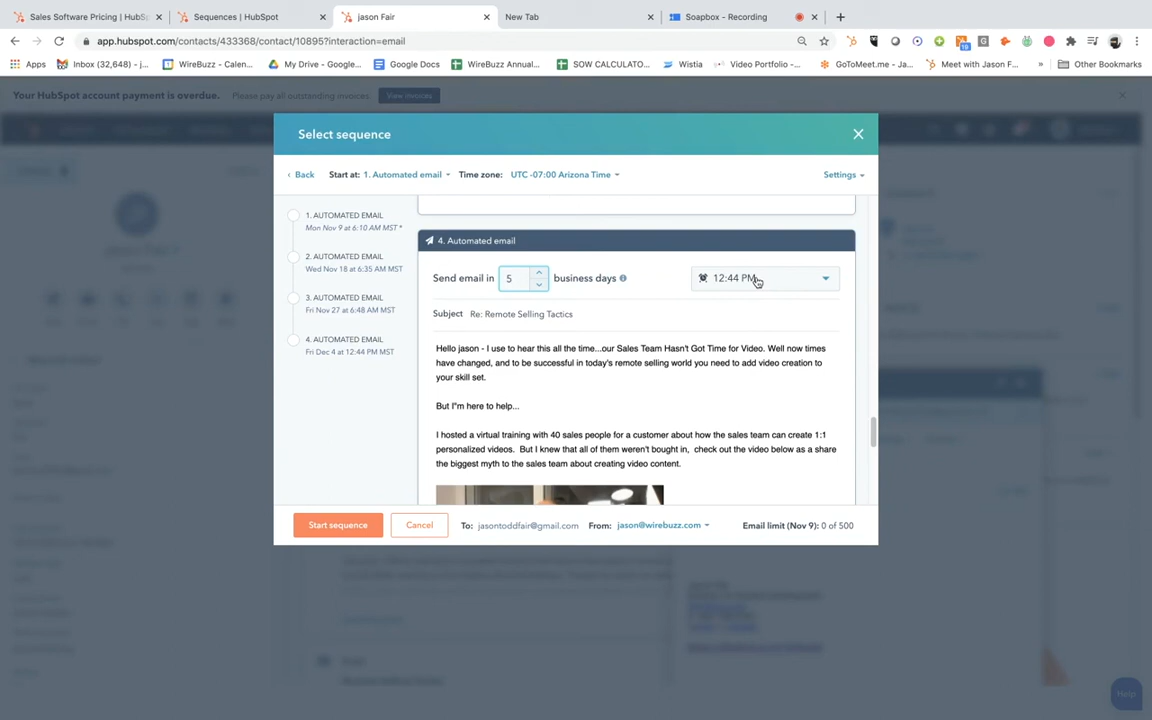 Sales Software Pricing | HubS
Sequences | HubSpot
jason Fair
New Tab
Soapbox - Recording
app.hubspot.com/contacts/433368/contact/10895?interaction=email
Apps
Inbox (32,648) - j...
WireBuzz - Calen...
My Drive - Google...
Google Docs
WireBuzz Annual...
SOW CALCULATO...
Wistia
Video Portfolio -...
GoToMeet.me - Ja...
Meet with Jason F...
»
Other Bookmarks
Your HubSpot account payment is overdue. Please pay all outstanding invoices. View invoices
Select sequence
Back
Start at: 1. Automated email
Time zone: UTC -07:00 Arizona Time
Settings
1. AUTOMATED EMAIL
Mon Nov 9 at 6:10 AM MST *
2. AUTOMATED EMAIL
Wed Nov 18 at 6:35 AM MST
3. AUTOMATED EMAIL
Fri Nov 27 at 6:48 AM MST
4. AUTOMATED EMAIL
Fri Dec 4 at 12:44 PM MST
4. Automated email
Send email in 5 business days
12:44 PM
Subject Re: Remote Selling Tactics
Hello jason - I use to hear this all the time...our Sales Team Hasn't Got Time for Video. Well now times
have changed, and to be successful in today's remote selling world you need to add video creation to
your skill set.
But I"m here to help...
I hosted a virtual training with 40 sales people for a customer about how the sales team can create 1:1
personalized videos. But I knew that all of them weren't bought in, check out the video below as a share
the biggest myth to the sales team about creating video content.
Start sequence
Cancel
To: jasontoddfair@gmail.com
From: jason@wirebuzz.com
Email limit (Nov 9): 0 of 500
Help